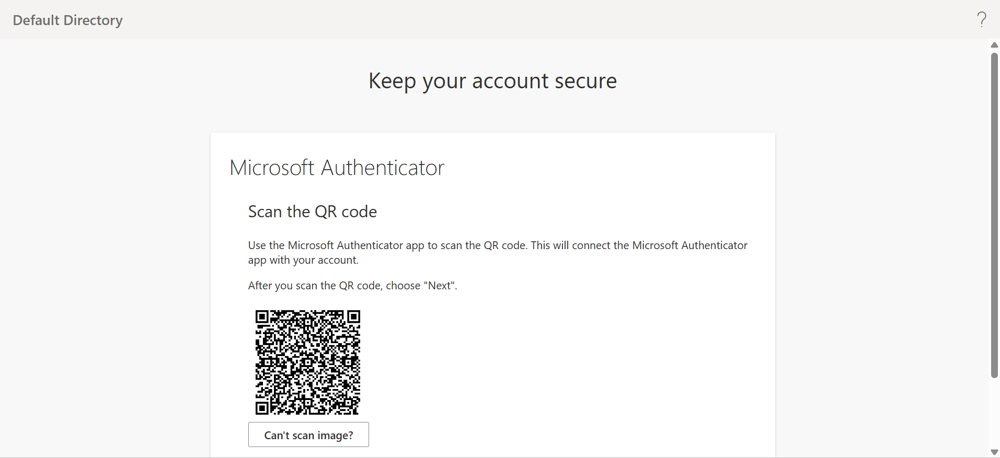 Default Directory
?
Keep your account secure
Microsoft Authenticator
Scan the QR code
Use the Microsoft Authenticator app to scan the QR code. This will connect the Microsoft Authenticator
app with your account.
After you scan the QR code, choose "Next".
Can't scan image?